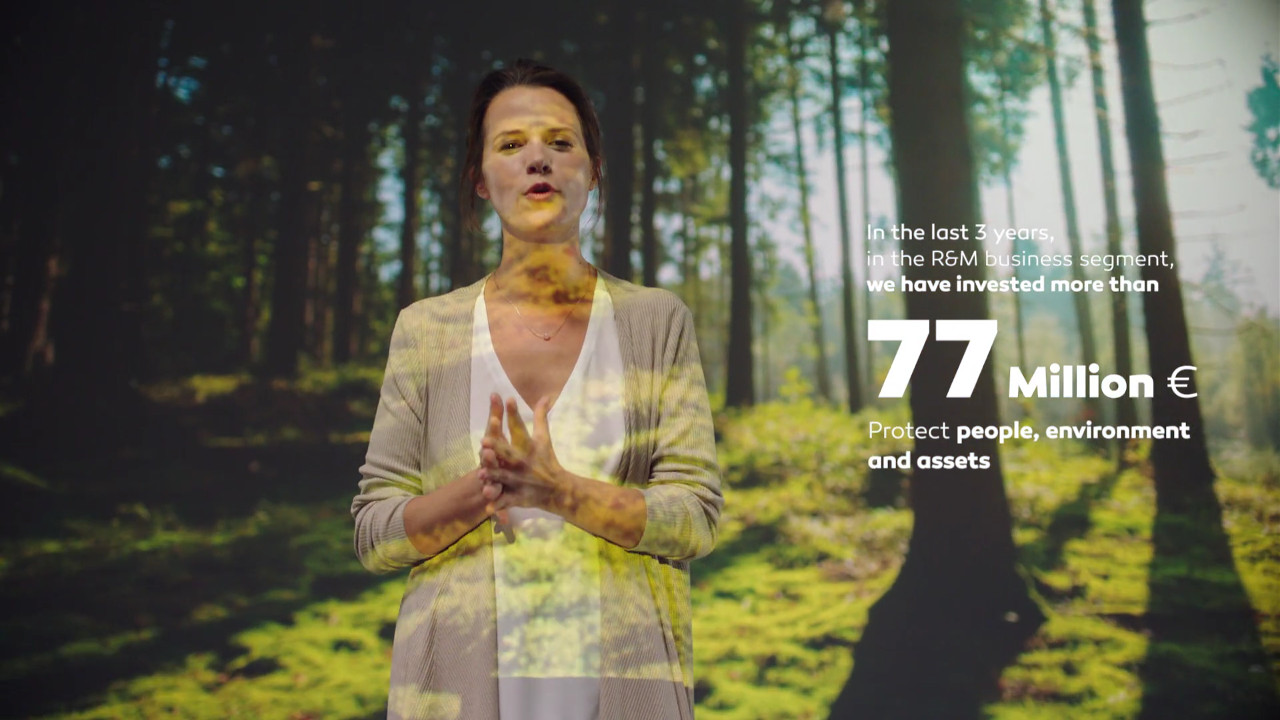 In the last 3 years,
in the R&M business segment,
we have invested more than
77 Million €
Protect people, environment
and assets